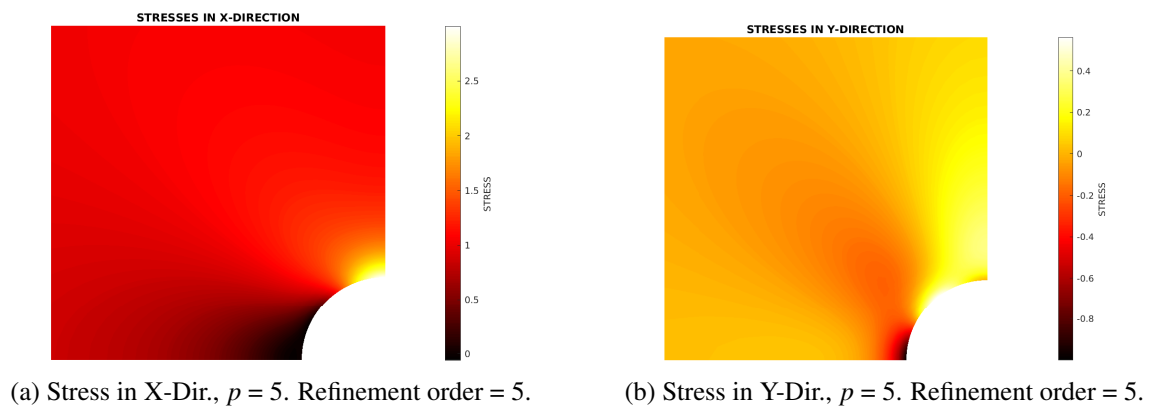 STRESSES IN X-DIRECTION
2.5
2
1.5
1
0.5
0
STRESS
(a) Stress in X-Dir., p = 5. Refinement order = 5.
STRESSES IN Y-DIRECTION
0.4
0.2
0
-0.2
-0.4
-0.6
-0.8
STRESS
(b) Stress in Y-Dir., p = 5. Refinement order = 5.